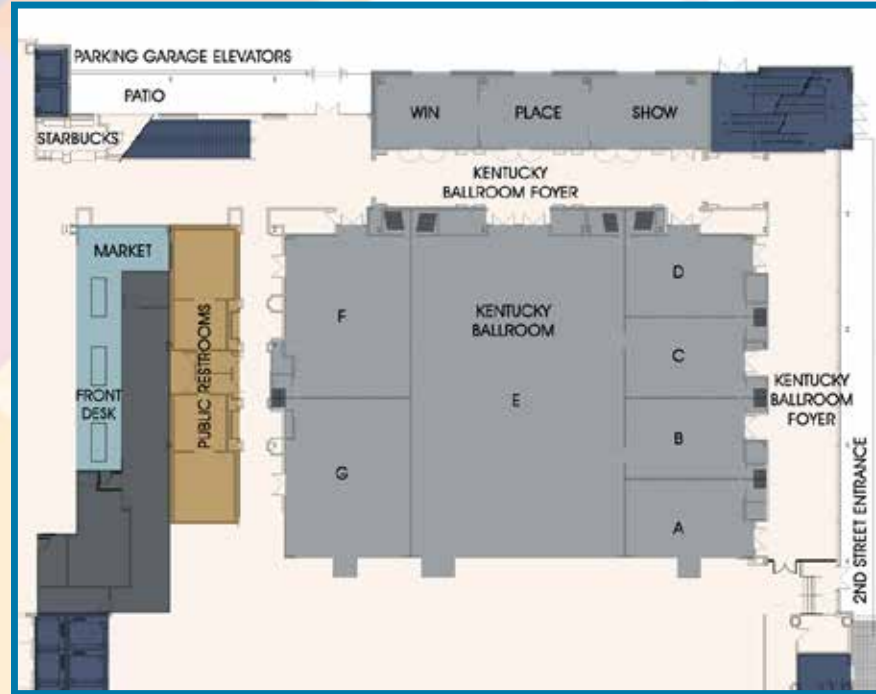 PARKING GARAGE ELEVATORS
PATIO
STARBUCKS
WIN
PLACE
SHOW
KENTUCKY
BALLROOM FOYER
MARKET
FRONT
DESK
PUBLIC RESTROOMS
F
G
KENTUCKY
BALLROOM
E
D
C
B
A
KENTUCKY
BALLROOM
FOYER
2ND STREET ENTRANCE